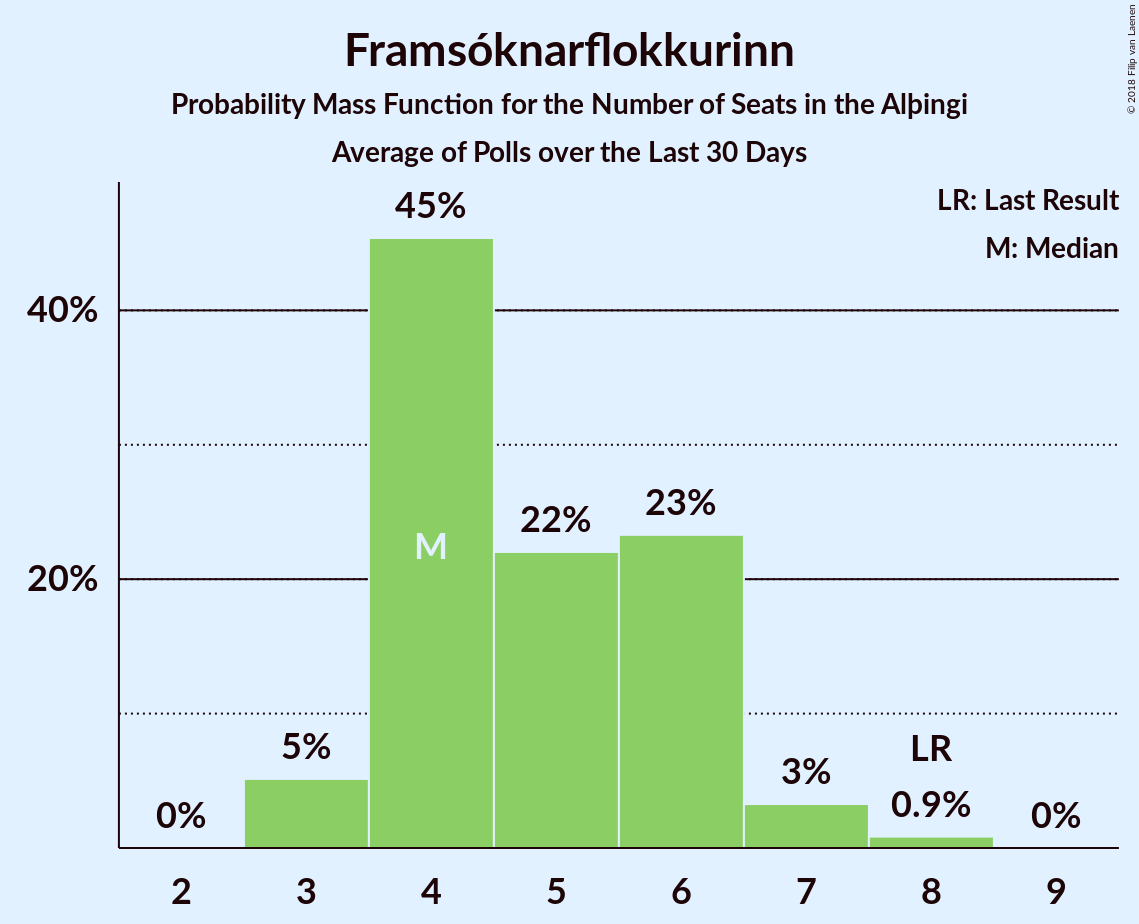 Framsóknarflokkurinn
Probability Mass Function for the Number of Seats in the Alþingi
Average of Polls over the Last 30 Days
© 2018 Filip van Laenen
LR: Last Result
M: Median
45%
40%
23%
22%
M
20%
LR
5%
3%
0.9%
0%
0%
2 3 4 5 6 7 8 9